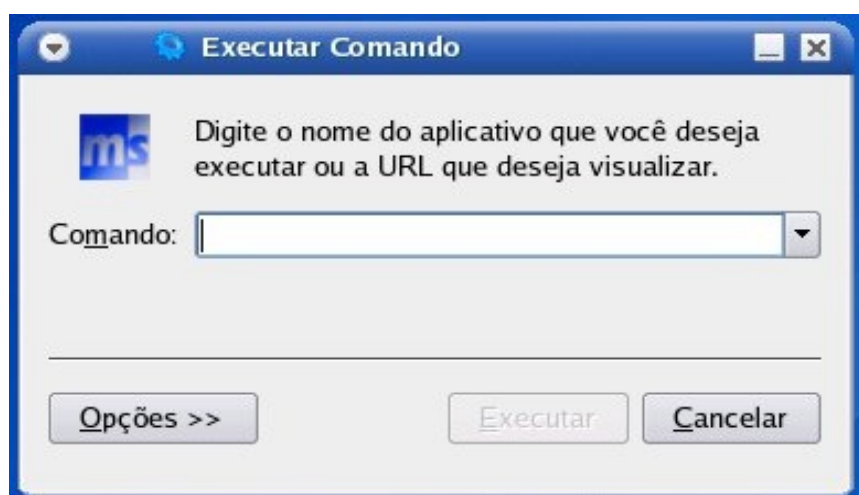 Executar Comando
ms
Digite o nome do aplicativo que você deseja
executar ou a URL que deseja visualizar.
Comando:
Opções >>
Executar
Cancelar